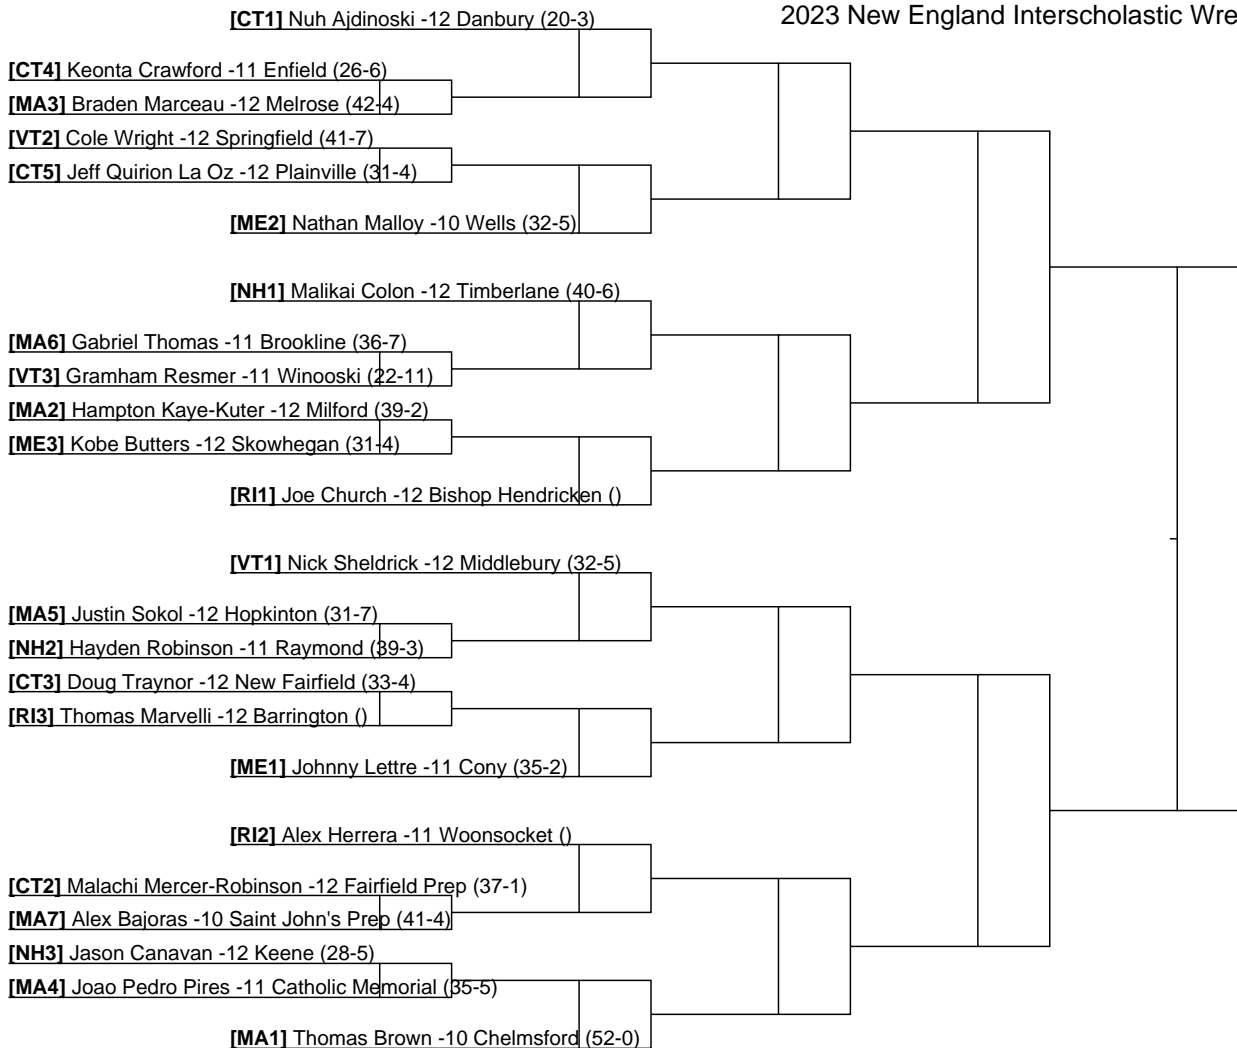 2023 New England Interscholastic Wre
[CT1] Nuh Ajdinoski -12 Danbury (20-3)
[CT4] Keonta Crawford -11 Enfield (26-6)
[MA3] Braden Marceau -12 Melrose (42-4)
[VT2] Cole Wright -12 Springfield (41-7)
[CT5] Jeff Quirion La Oz -12 Plainville (31-4)
[ME2] Nathan Malloy -10 Wells (32-5)
[NH1] Malikai Colon -12 Timberlane (40-6)
[MA6] Gabriel Thomas -11 Brookline (36-7)
[VT3] Gramham Resmer -11 Winooski (22-11)
[MA2] Hampton Kaye-Kuter -12 Milford (39-2)
[ME3] Kobe Butters -12 Skowhegan (31-4)
[RI1] Joe Church -12 Bishop Hendricken ()
[VT1] Nick Sheldrick -12 Middlebury (32-5)
[MA5] Justin Sokol -12 Hopkinton (31-7)
[NH2] Hayden Robinson -11 Raymond (39-3)
[CT3] Doug Traynor -12 New Fairfield (33-4)
[RI3] Thomas Marvelli -12 Barrington ()
[ME1] Johnny Lettre -11 Cony (35-2)
[RI2] Alex Herrera -11 Woonsocket ()
[CT2] Malachi Mercer-Robinson -12 Fairfield Prep (37-1)
[MA7] Alex Bajoras -10 Saint John's Prep (41-4)
[NH3] Jason Canavan -12 Keene (28-5)
[MA4] Joao Pedro Pires -11 Catholic Memorial (35-5)
[MA1] Thomas Brown -10 Chelmsford (52-0)